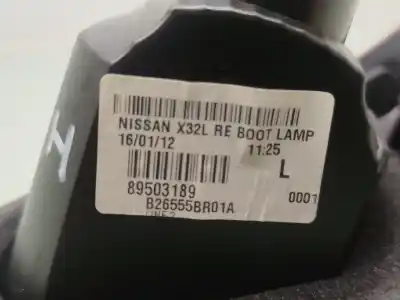 NISSAN X32L RE BOOT LAMP
16/01/12 11:25
L
89503189 0001
B26555BR01A